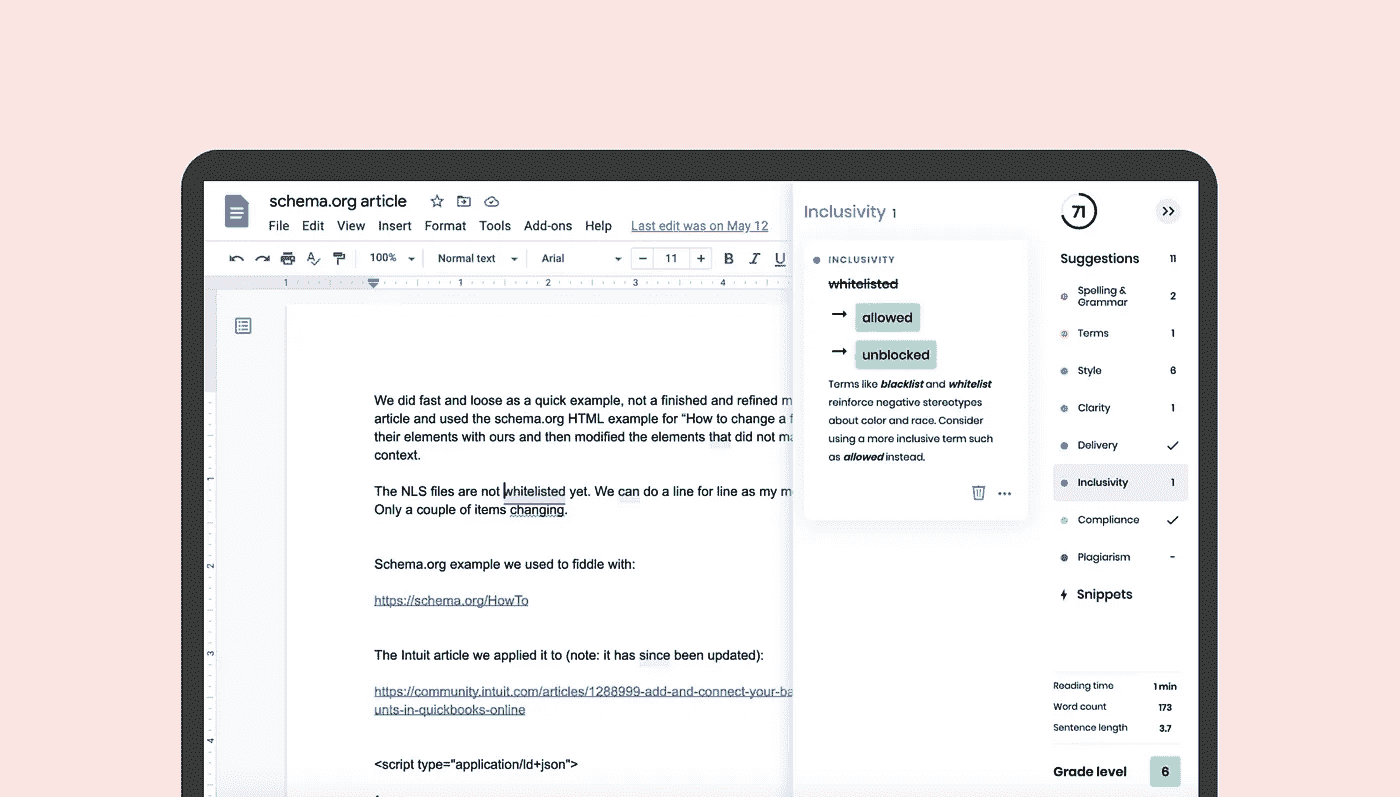 schema.org article
File Edit View Insert Format Tools Add-ons Help Last edit was on May 12
100% Normal text Arial 11 B I U
1 1 2 3 4
We did fast and loose as a quick example, not a finished and refined
article and used the schema.org HTML example for “How to change a
their elements with ours and then modified the elements that did not
context.
The NLS files are not whitelisted yet. We can do a line for line as my
Only a couple of items changing.
Schema.org example we used to fiddle with:
https://schema.org/HowTo
The Intuit article we applied it to (note: it has since been updated):
https://community.intuit.com/articles/1288999-add-and-connect-your-ba
unts-in-quickbooks-online
<script type="application/ld+json">
1
2
3
4
Inclusivity 1
INCLUSIVITY
whitelisted
allowed
unblocked
Terms like blacklist and whitelist
reinforce negative stereotypes
about color and race. Consider
using a more inclusive term such
as allowed instead.
71
Suggestions 11
Spelling &
Grammar 2
Terms 1
Style 6
Clarity 1
Delivery
Inclusivity 1
Compliance
Plagiarism -
Snippets
Reading time 1 min
Word count 173
Sentence length 3.7
Grade level 6